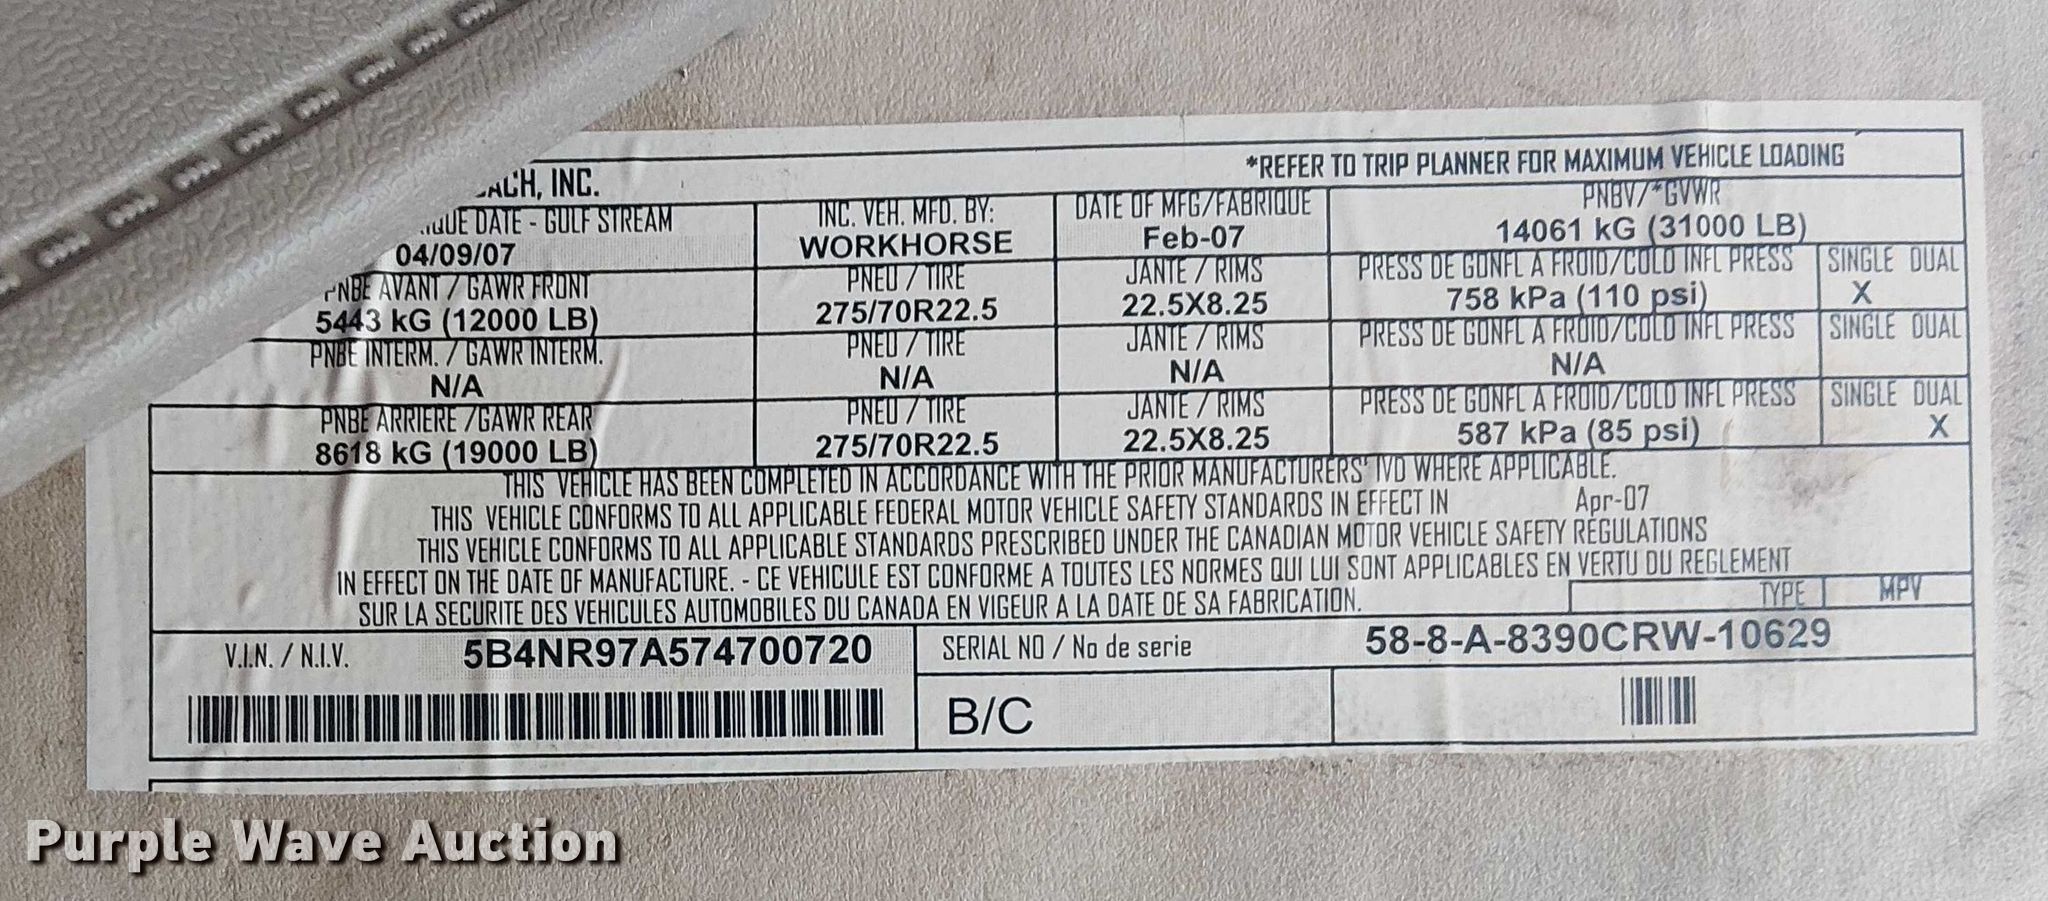 INC.
*REFER TO TRIP PLANNER FOR MAXIMUM VEHICLE LOADING
DATE - GULF STREAM
04/09/07
INC. VEH. MFD. BY:
WORKHORSE
DATE OF MFG/FABRIQUE
Feb-07
PNBV/*GVWR
14061 kG (31000 LB)
PNBE AVANT / GAWR FRONT
5443 kG (12000 LB)
PNEU / TIRE
275/70R22.5
JANTE / RIMS
22.5X8.25
PRESS DE GONFL A FROID/COLD INFL PRESS
758 kPa (110 psi)
SINGLE DUAL
X
PNBE INTERM. / GAWR INTERM.
N/A
PNEU / TIRE
N/A
JANTE / RIMS
N/A
PRESS DE GONFL A FROID/COLD INFL PRESS
N/A
SINGLE DUAL
PNBE ARRIERE /GAWR REAR
8618 kG (19000 LB)
PNEU / TIRE
275/70R22.5
JANTE / RIMS
22.5X8.25
PRESS DE GONFL A FROID/COLD INFL PRESS
587 kPa (85 psi)
SINGLE DUAL
X
THIS VEHICLE HAS BEEN COMPLETED IN ACCORDANCE WITH THE PRIOR MANUFACTURERS' IVD WHERE APPLICABLE.
THIS VEHICLE CONFORMS TO ALL APPLICABLE FEDERAL MOTOR VEHICLE SAFETY STANDARDS IN EFFECT IN Apr-07
THIS VEHICLE CONFORMS TO ALL APPLICABLE STANDARDS PRESCRIBED UNDER THE CANADIAN MOTOR VEHICLE SAFETY REGULATIONS
IN EFFECT ON THE DATE OF MANUFACTURE. - CE VEHICULE EST CONFORME A TOUTES LES NORMES QUI LUI SONT APPLICABLES EN VERTU DU REGLEMENT
SUR LA SECURITE DES VEHICULES AUTOMOBILES DU CANADA EN VIGEUR A LA DATE DE SA FABRICATION.
TYPE MPV
V.I.N. / N.I.V. 5B4NR97A574700720
SERIAL NO / No de serie 58-8-A-8390CRW-10629
B/C
Purple Wave Auction